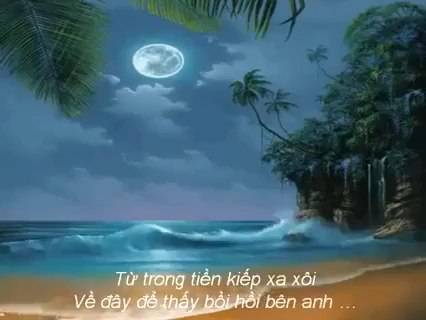 Từ trong tiền kiếp xa xôi
Về đây để thấy bồi hồi bên anh …